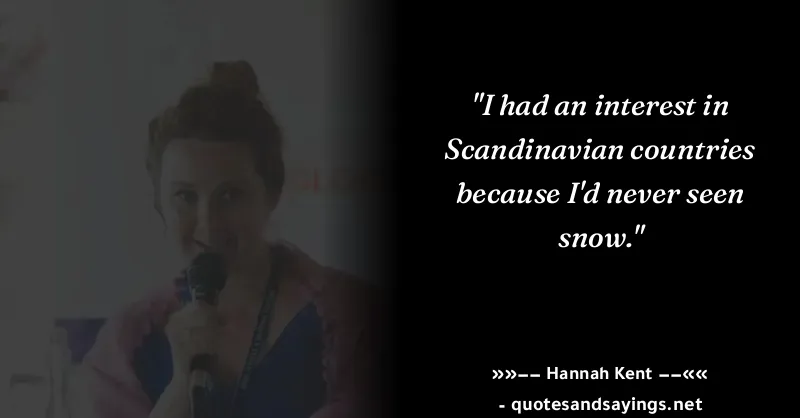 "I had an interest in
Scandinavian countries
because I'd never seen
snow."
»»–– Hannah Kent ––««
- quotesandsayings.net